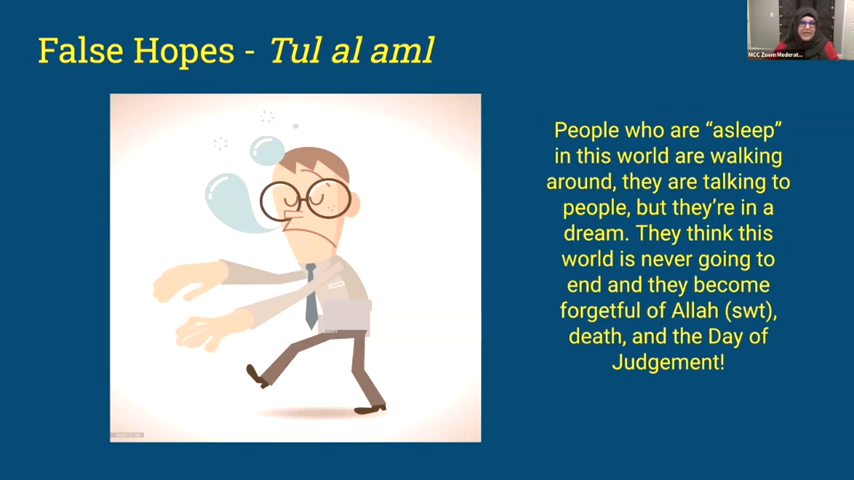 False Hopes - Tul al aml
MCC Zoom Moderat...
People who are “asleep”
in this world are walking
around, they are talking to
people, but they’re in a
dream. They think this
world is never going to
end and they become
forgetful of Allah (swt),
death, and the Day of
Judgement!